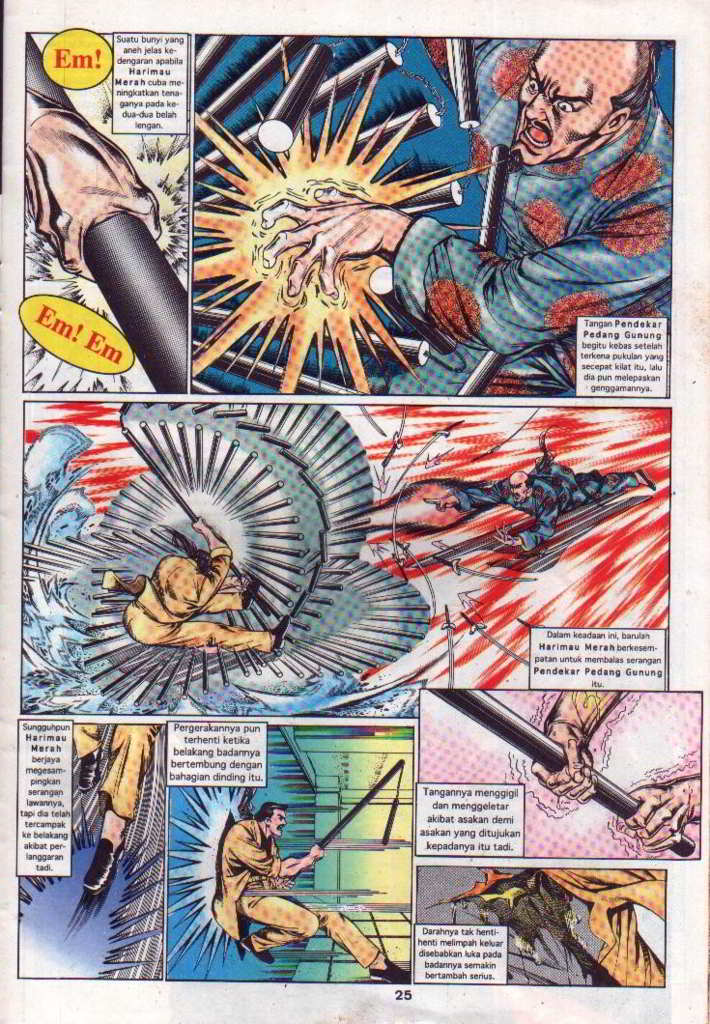 Em!
Suatu bunyi yang
aneh jelas ke-
dengaran apabila
Harimau
Merah cuba me-
ningkatkan tena-
ganya pada ke-
dua-dua belah
lengan.
Em! Em
Tangan Pendekar
Pedang Gunung
begitu kebas setelah
terkena pukulan yang
secepat kilat itu, lalu
dia pun melepaskan
genggamannya.
Dalam keadaan ini, barulah
Harimau Merah berkesem-
patan untuk membalas serangan
Pendekar Pedang Gunung
itu.
Sungguhpun
Harimau
Merah
berjaya
megesam-
pingkan
serangan
lawannya,
tapi dia telah
tercampak
ke belakang
akibat per-
langgaran
tadi.
Pergerakannya pun
terhenti ketika
belakang badannya
bertembung dengan
bahagian dinding itu.
Tangannya menggigil
dan menggeletar
akibat asakan demi
asakan yang ditujukan
kepadanya itu tadi.
Darahnya tak henti-
henti melimpah keluar
disebabkan luka pada
badannya semakin
bertambah serius.
25